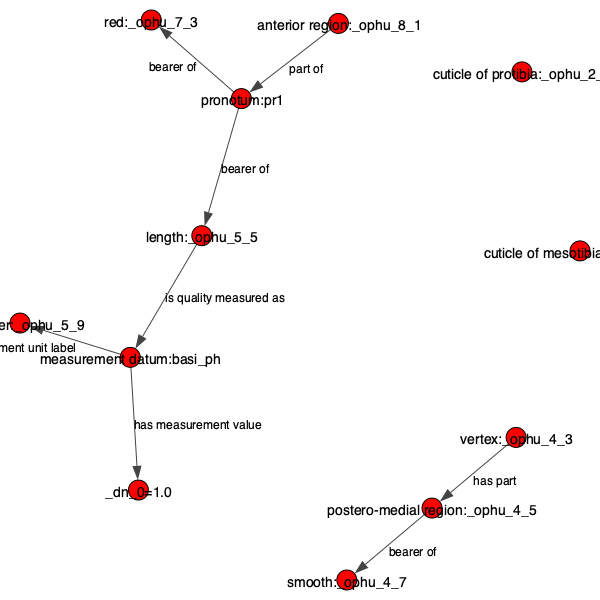 red:_ophu_7_3
anterior region:_ophu_8_1
bearer of
part of
cuticle of protibia:_ophu_2_
pronotum:pr1
bearer of
length:_ophu_5_5
cuticle of mesotibia
is quality measured as
er:_ophu_5_9
ment unit label
measurement datum:basi_ph
has measurement value
vertex:_ophu_4_3
has part
_dn_0=1.0
postero-medial region:_ophu_4_5
bearer of
smooth:_ophu_4_7